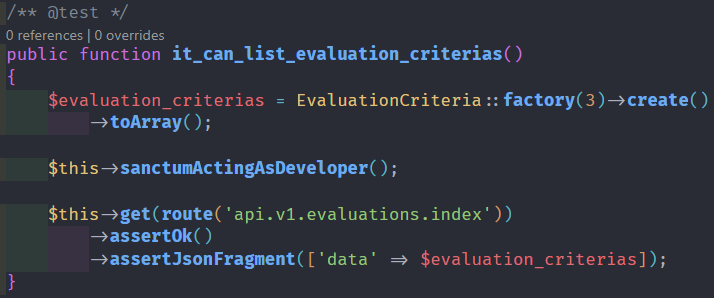 /** @test */
0 references | 0 overrides
public function it_can_list_evaluation_criterias()
{
    $evaluation_criterias = EvaluationCriteria::factory(3)->create()
        ->toArray();

    $this->sanctumActingAsDeveloper();

    $this->get(route('api.v1.evaluations.index'))
        ->assertOk()
        ->assertJsonFragment(['data' => $evaluation_criterias]);
}